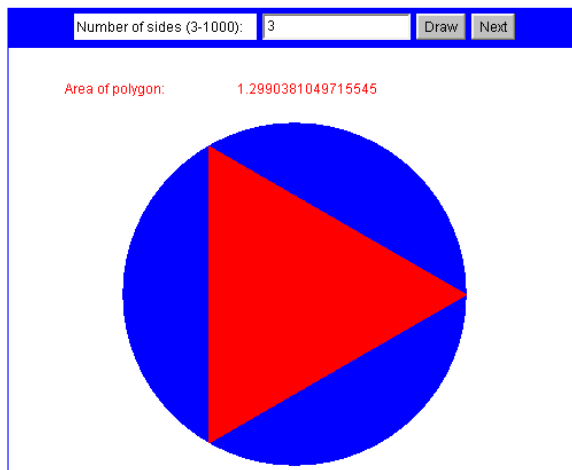 Number of sides (3-1000): 3 Draw Next
Area of polygon: 1.2990381049715545